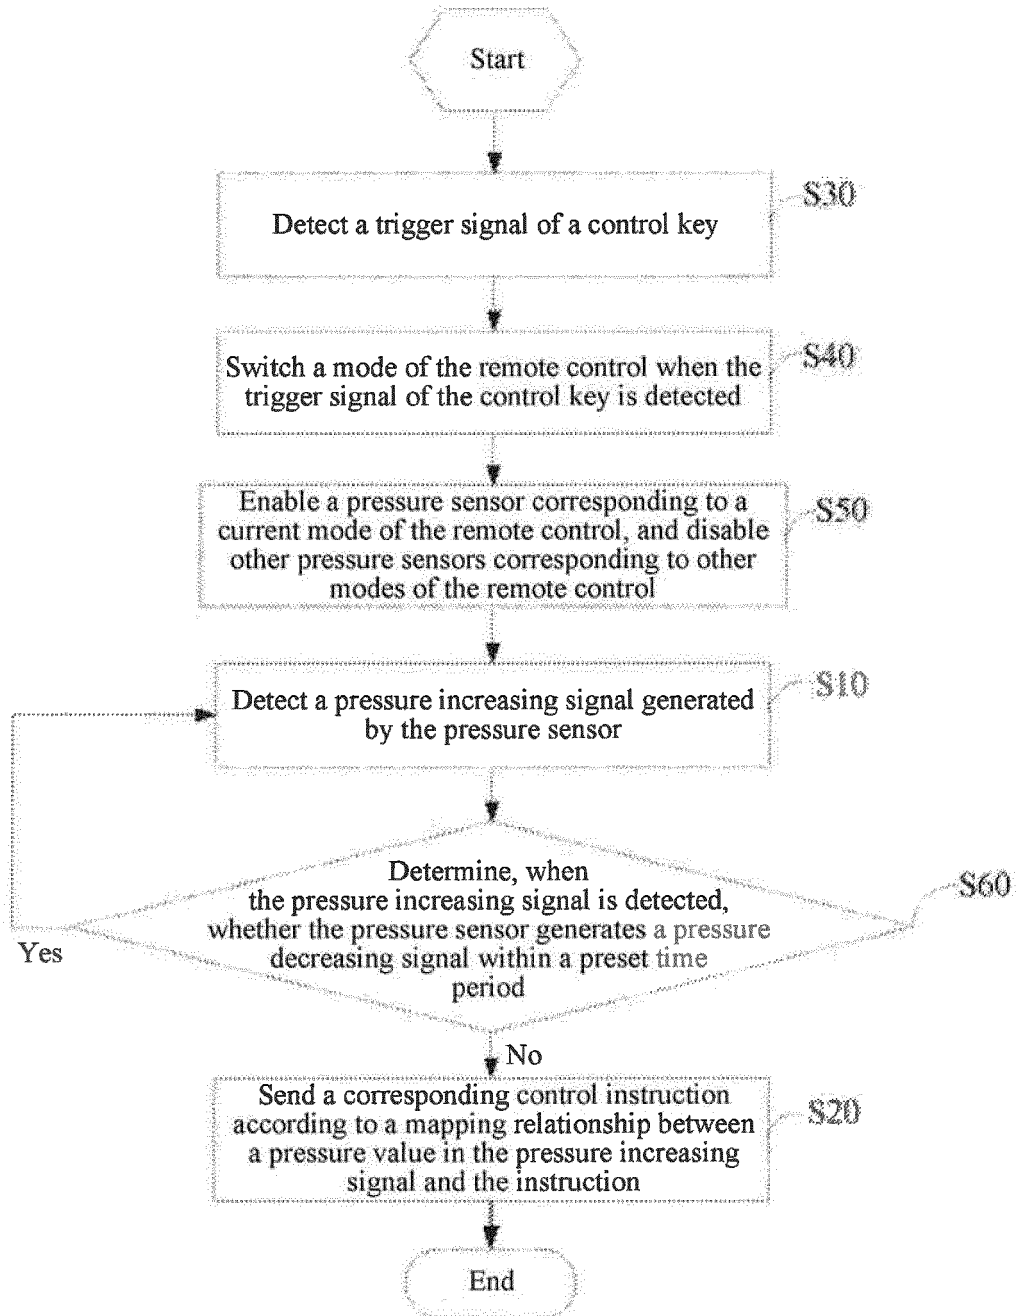 Start
S30
Detect a trigger signal of a control key
S40
Switch a mode of the remote control when the
trigger signal of the control key is detected
S50
Enable a pressure sensor corresponding to a
current mode of the remote control, and disable
other pressure sensors corresponding to other
modes of the remote control
S10
Detect a pressure increasing signal generated
by the pressure sensor
S60
Determine, when
the pressure increasing signal is detected,
whether the pressure sensor generates a pressure
decreasing signal within a preset time
period
Yes
No
S20
Send a corresponding control instruction
according to a mapping relationship between
a pressure value in the pressure increasing
signal and the instruction
End